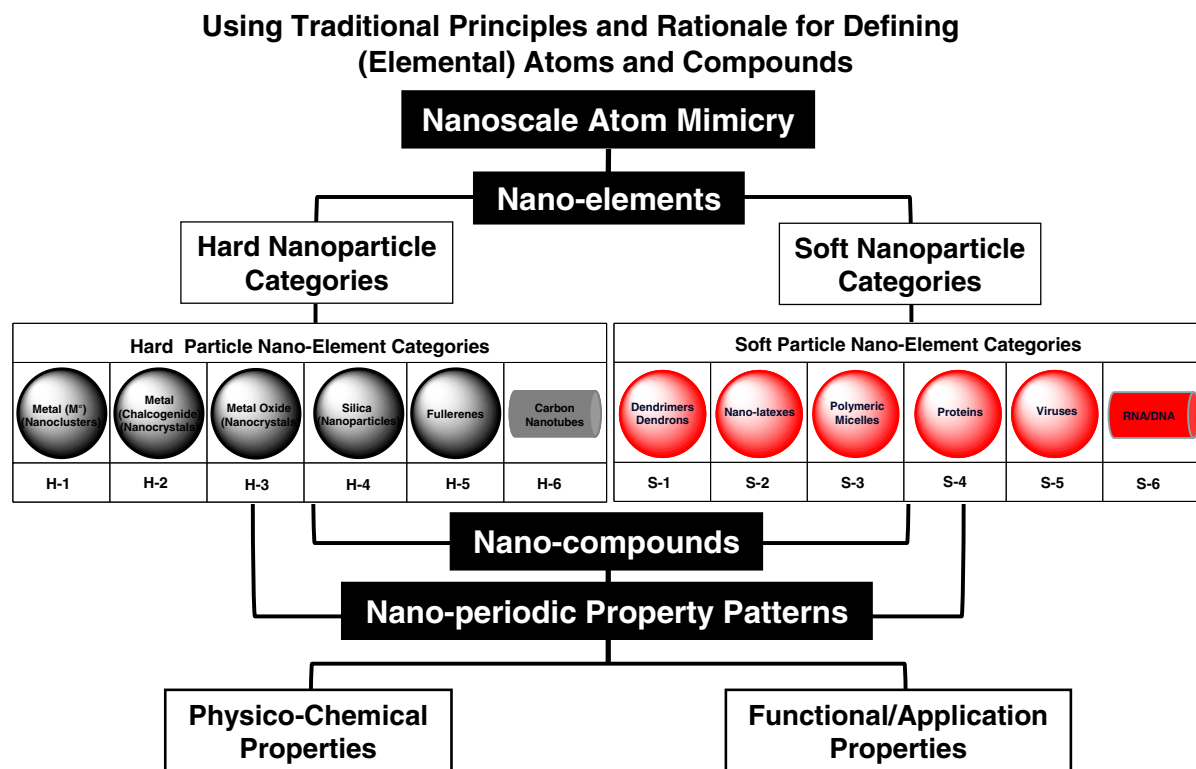 Using Traditional Principles and Rationale for Defining
(Elemental) Atoms and Compounds
Nanoscale Atom Mimicry
Nano-elements
Hard Nanoparticle
Categories
Soft Nanoparticle
Categories
Hard Particle Nano-Element Categories
Metal (M°)
(Nanoclusters)
Metal
(Chalcogenide)
(Nanocrystals)
Metal Oxide
(Nanocrystals
Silica
(Nanoparticles)
Fullerenes
Carbon
Nanotubes
H-1
H-2
H-3
H-4
H-5
H-6
Soft Particle Nano-Element Categories
Dendrimers
Dendrons
Nano-latexes
Polymeric
Micelles
Proteins
Viruses
RNA/DNA
S-1
S-2
S-3
S-4
S-5
S-6
Nano-compounds
Nano-periodic Property Patterns
Physico-Chemical
Properties
Functional/Application
Properties